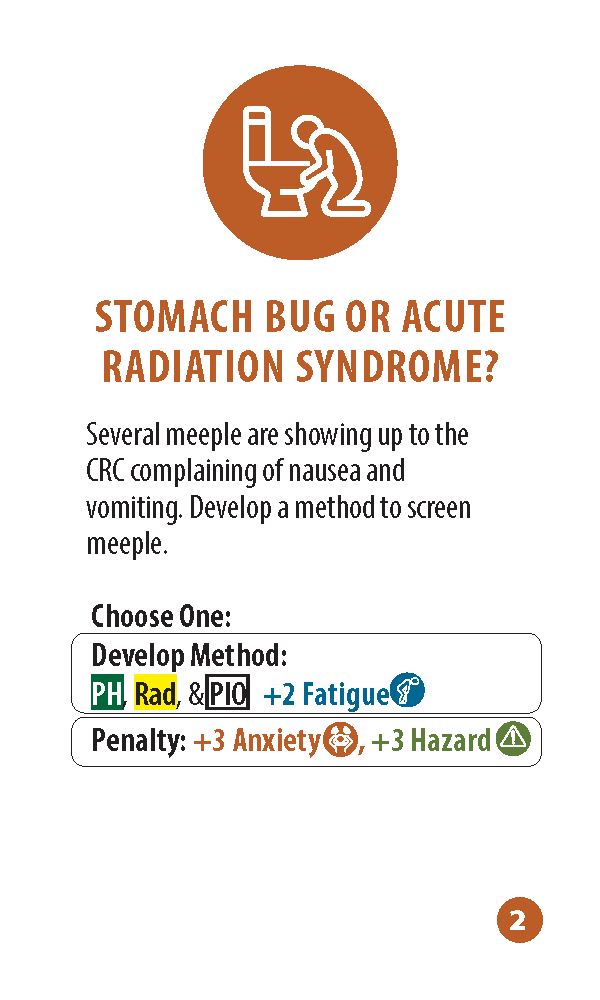 STOMACH BUG OR ACUTE
RADIATION SYNDROME?
Several meeple are showing up to the
CRC complaining of nausea and
vomiting. Develop a method to screen
meeple.
Choose One:
Develop Method:
PH, Rad, & PIO +2 Fatigue
Penalty: +3 Anxiety, +3 Hazard
2